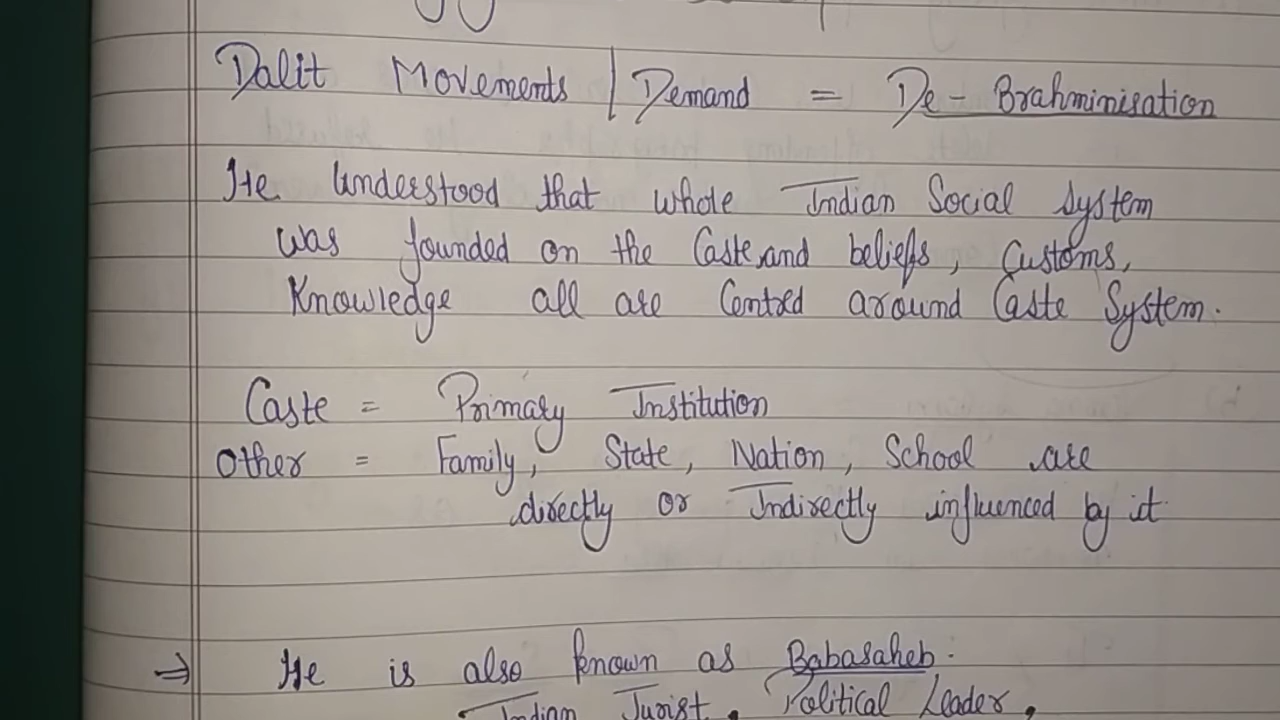 Dalit Movements / Demand = De-Brahminisation
He understood that whole Indian Social System
was founded on the Caste, and beliefs, Customs,
Knowledge all are Centred around Caste System.
Caste = Primary Institution
Other = Family, State, Nation, School are
directly or Indirectly influenced by it
⇒ He is also known as Babasaheb.
Indian Jurist, Political Leader,